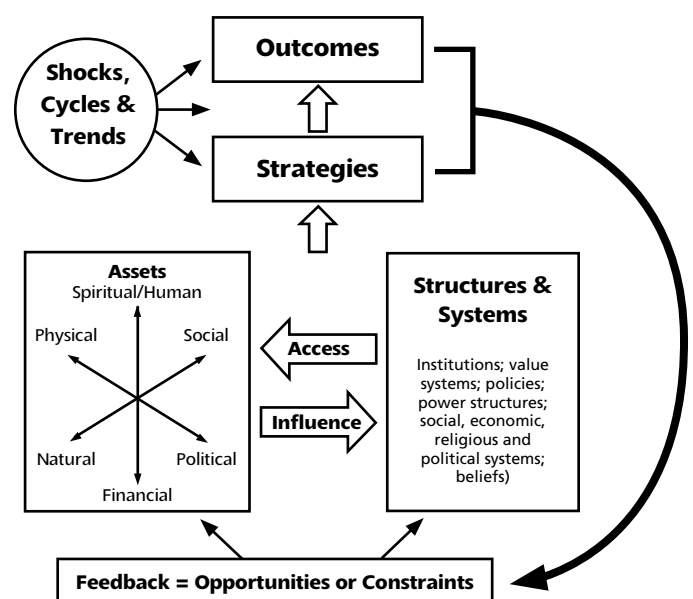 Outcomes
Shocks,
Cycles &
Trends
Strategies
Assets
Spiritual/Human
Physical
Social
Natural
Political
Financial
Access
Influence
Structures &
Systems
Institutions; value
systems; policies;
power structures;
social, economic,
religious and
political systems;
beliefs)
Feedback = Opportunities or Constraints